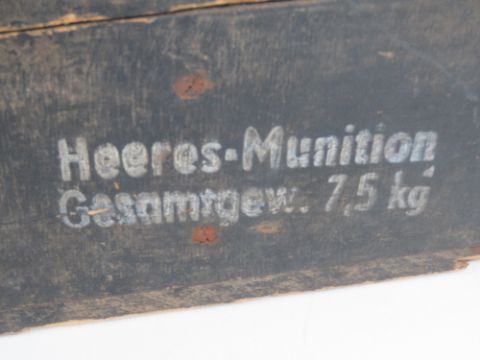 Heeres-Munition
Gesamtgew. 7,5 kg